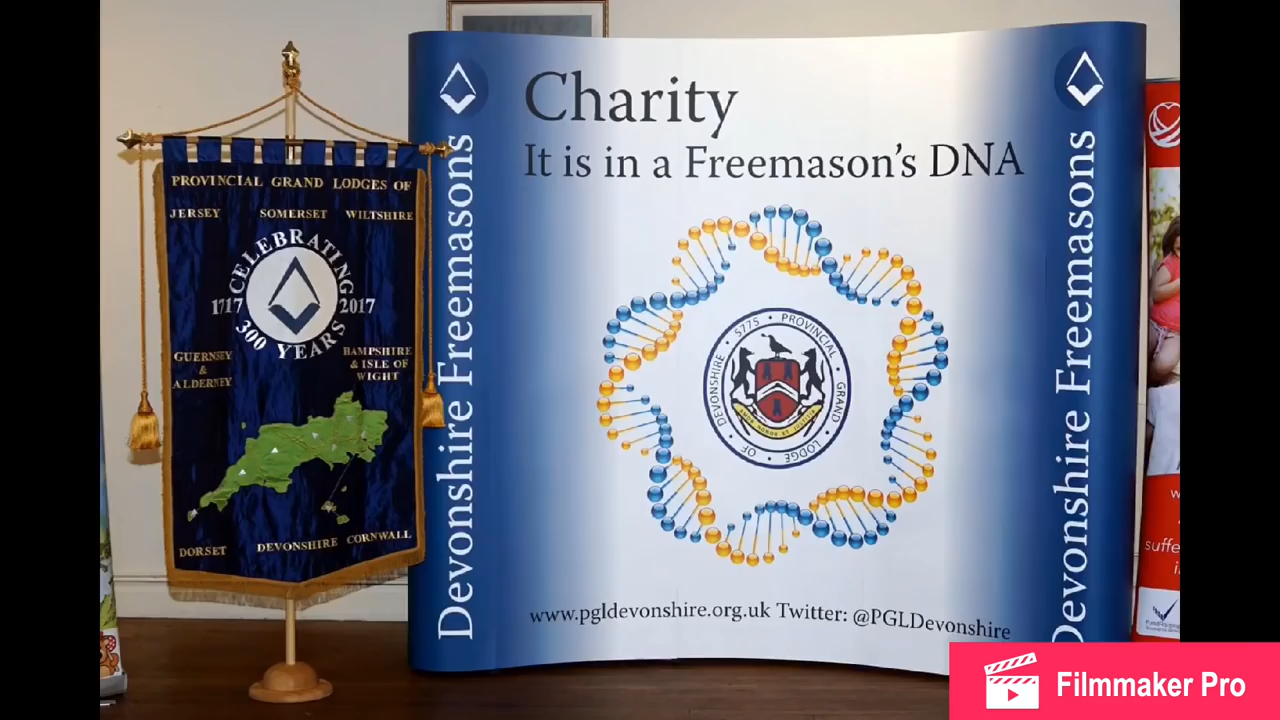 PROVINCIAL GRAND LODGES OF
JERSEY SOMERSET WILTSHIRE
CELEBRATING
1717 2017
300 YEARS
GUERNSEY
&
ALDERNEY
HAMPSHIRE
& ISLE OF
WIGHT
DORSET DEVONSHIRE CORNWALL
Devonshire Freemasons
Charity
It is in a Freemason's DNA
PROVINCIAL GRAND LODGE OF DEVONSHIRE 5775
www.pgldevonshire.org.uk Twitter: @PGLDevonshire
Devonshire Freemasons
Filmmaker Pro